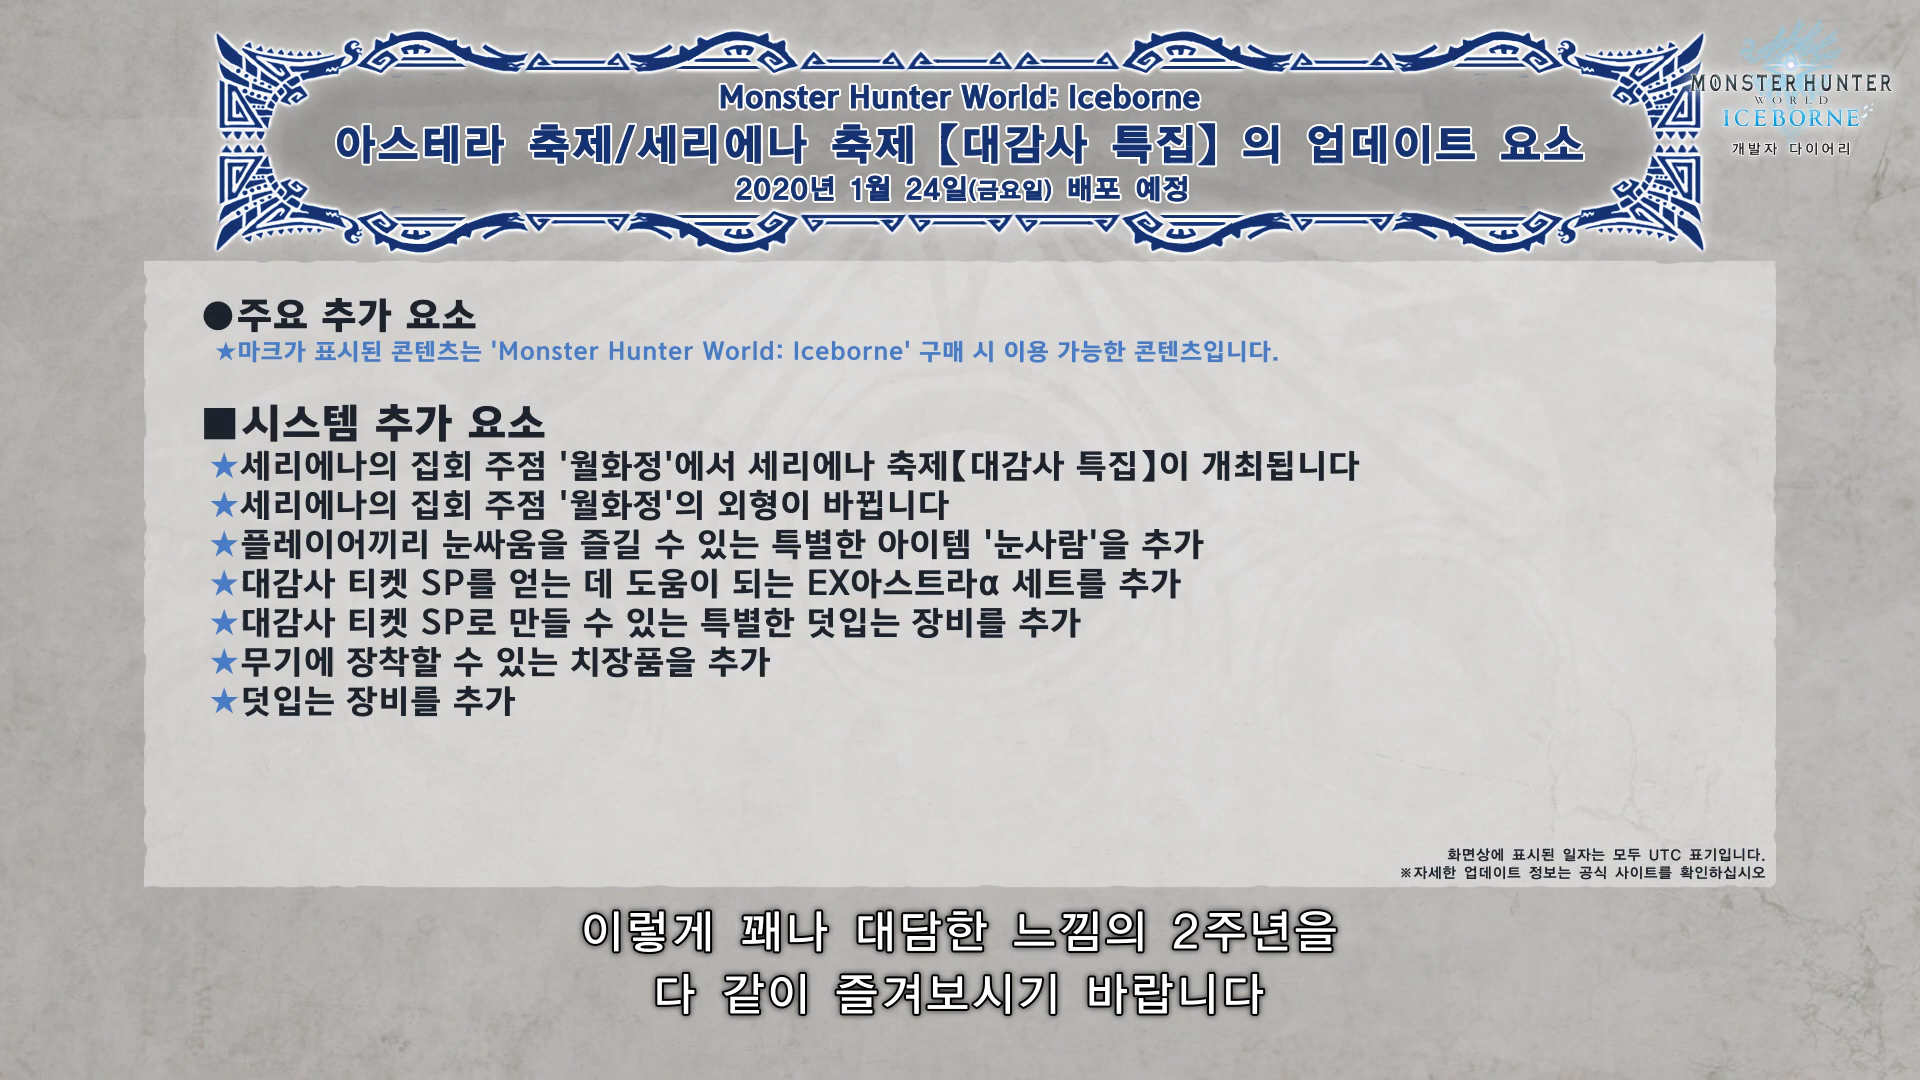 Monster Hunter World: Iceborne
아스테라 축제/세리에나 축제【대감사 특집】의 업데이트 요소
2020년 1월 24일(금요일) 배포 예정
MONSTER HUNTER
WORLD
ICEBORNE
개발자 다이어리
●주요 추가 요소
★마크가 표시된 콘텐츠는 'Monster Hunter World: Iceborne' 구매 시 이용 가능한 콘텐츠입니다.
■시스템 추가 요소
★세리에나의 집회 주점 '월화정'에서 세리에나 축제【대감사 특집】이 개최됩니다
★세리에나의 집회 주점 '월화정'의 외형이 바뀝니다
★플레이어끼리 눈싸움을 즐길 수 있는 특별한 아이템 '눈사람'을 추가
★대감사 티켓 SP를 얻는 데 도움이 되는 EX아스트라α 세트를 추가
★대감사 티켓 SP로 만들 수 있는 특별한 덧입는 장비를 추가
★무기에 장착할 수 있는 치장품을 추가
★덧입는 장비를 추가
화면상에 표시된 일자는 모두 UTC 표기입니다.
※자세한 업데이트 정보는 공식 사이트를 확인하십시오
이렇게 꽤나 대담한 느낌의 2주년을
다 같이 즐겨보시기 바랍니다